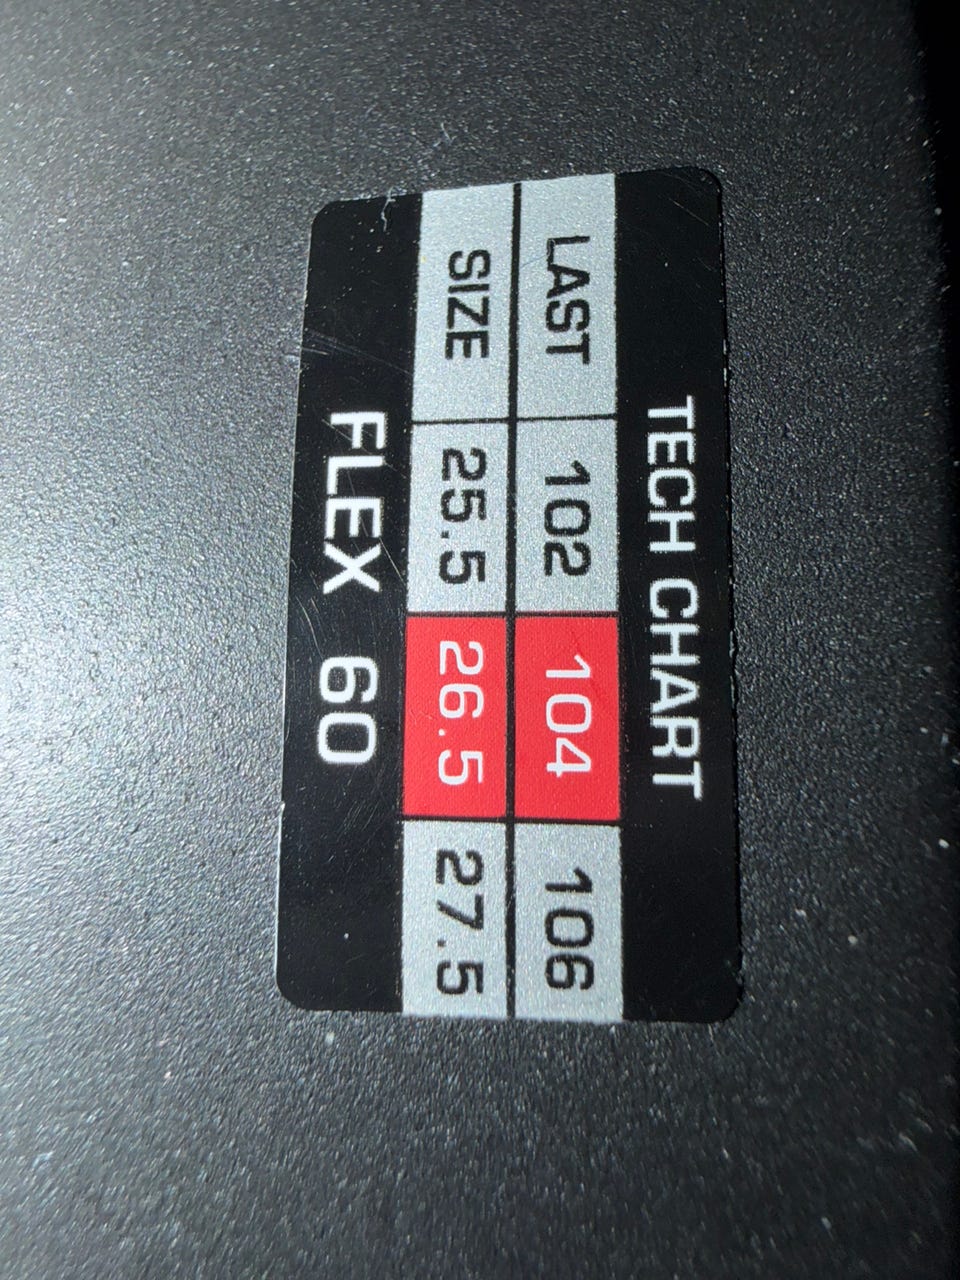 TECH CHART
LAST 102 104 106
SIZE 25.5 26.5 27.5
FLEX 60